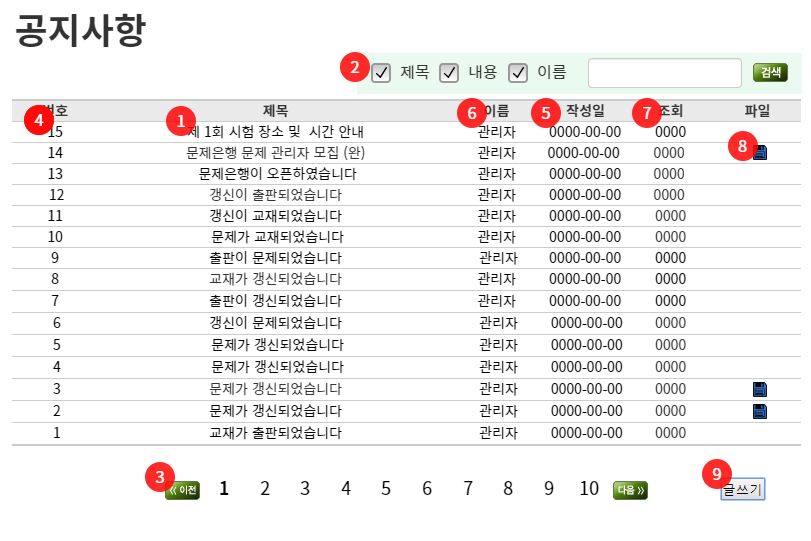 공지사항
2 제목 내용 이름 검색
4 번호 1 제목 6 이름 5 작성일 7 조회 파일
15 제 1회 시험 장소 및 시간 안내 관리자 0000-00-00 0000
14 문제은행 문제 관리자 모집 (완) 관리자 0000-00-00 0000 8
13 문제은행이 오픈하였습니다 관리자 0000-00-00 0000
12 갱신이 출판되었습니다 관리자 0000-00-00 0000
11 갱신이 교재되었습니다 관리자 0000-00-00 0000
10 문제가 교재되었습니다 관리자 0000-00-00 0000
9 출판이 문제되었습니다 관리자 0000-00-00 0000
8 교재가 갱신되었습니다 관리자 0000-00-00 0000
7 출판이 갱신되었습니다 관리자 0000-00-00 0000
6 갱신이 문제되었습니다 관리자 0000-00-00 0000
5 문제가 갱신되었습니다 관리자 0000-00-00 0000
4 문제가 갱신되었습니다 관리자 0000-00-00 0000
3 문제가 갱신되었습니다 관리자 0000-00-00 0000
2 문제가 갱신되었습니다 관리자 0000-00-00 0000
1 교재가 출판되었습니다 관리자 0000-00-00 0000
3 《 이전 1 2 3 4 5 6 7 8 9 10 다음 》 9 글쓰기